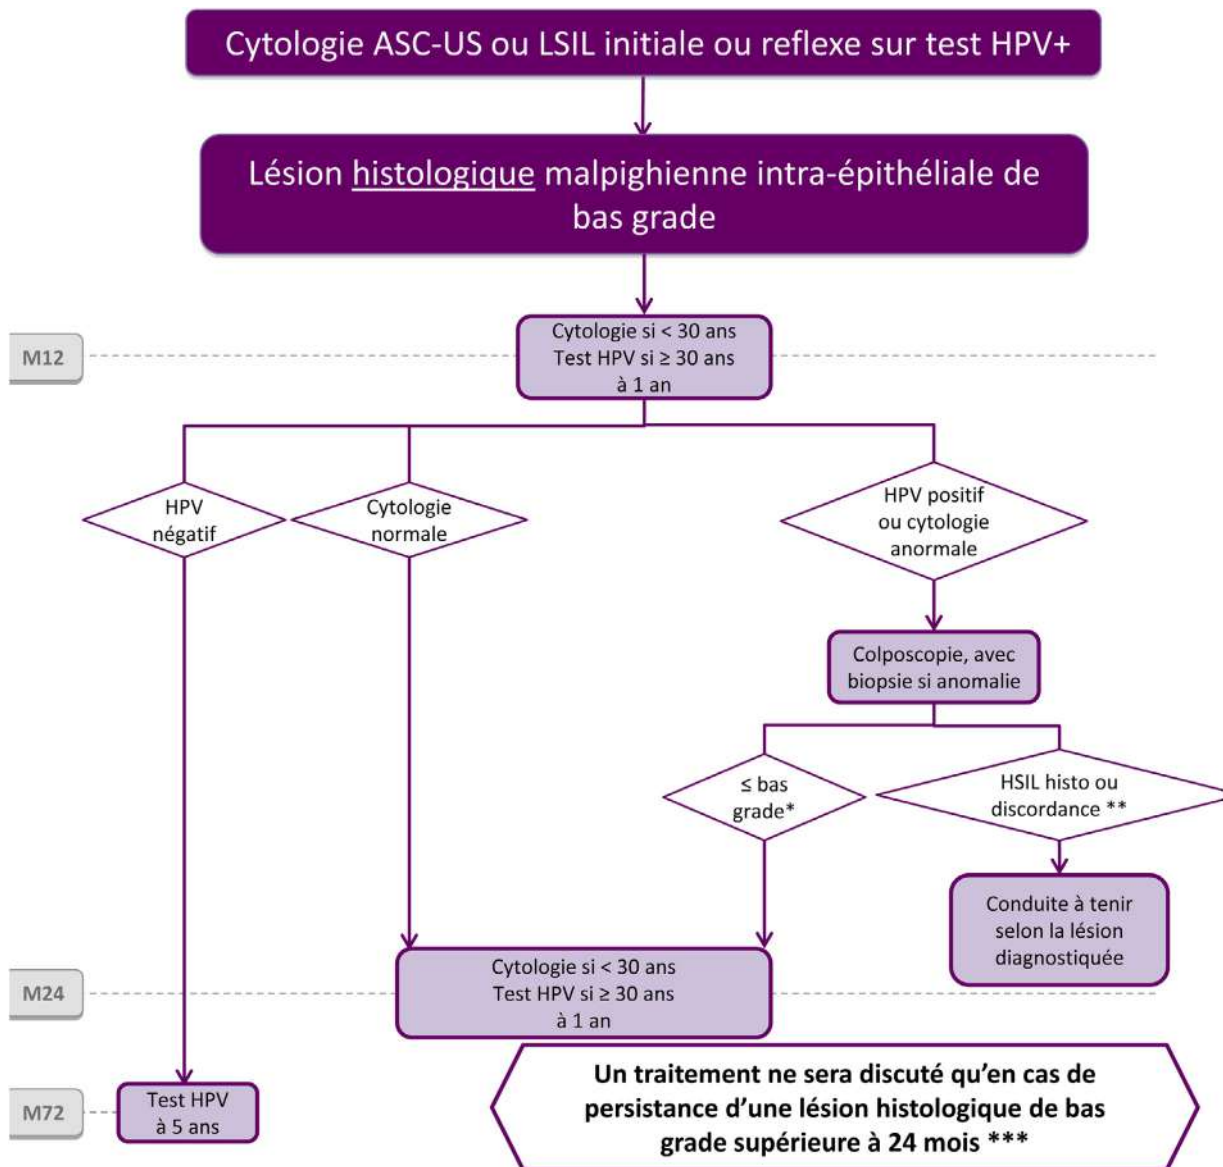 Cytologie ASC-US ou LSIL initiale ou reflexe sur test HPV+
Lésion histologique malpighienne intra-épithéliale de
bas grade
M12
Cytologie si < 30 ans
Test HPV si ≥ 30 ans
à 1 an
HPV
négatif
Cytologie
normale
HPV positif
ou cytologie
anormale
Colposcopie, avec
biopsie si anomalie
≤ bas
grade*
HSIL histo ou
discordance **
Conduite à tenir
selon la lésion
diagnostiquée
M24
Cytologie si < 30 ans
Test HPV si ≥ 30 ans
à 1 an
M72
Test HPV
à 5 ans
Un traitement ne sera discuté qu’en cas de
persistance d’une lésion histologique de bas
grade supérieure à 24 mois ***